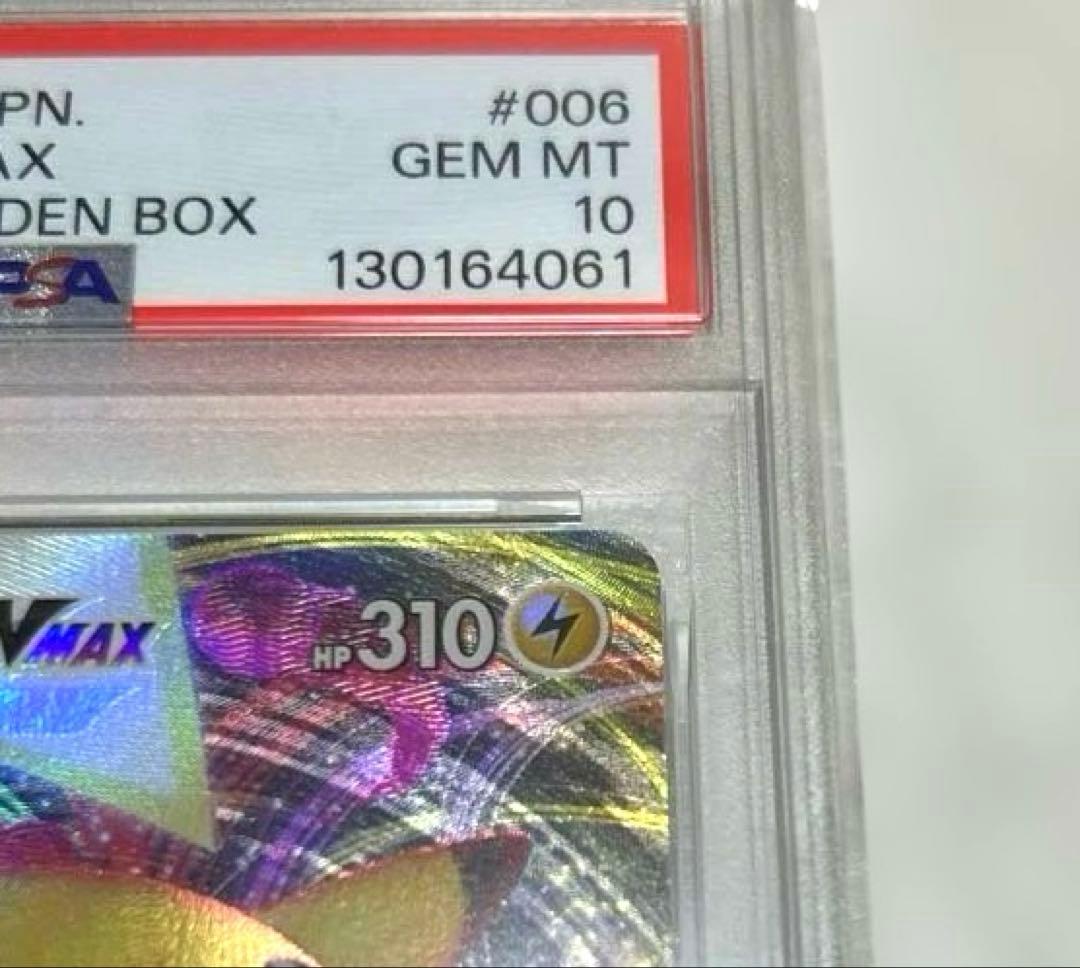 PN. #006
AX GEM MT
DEN BOX 10
PSA 130164061
VMAX HP310